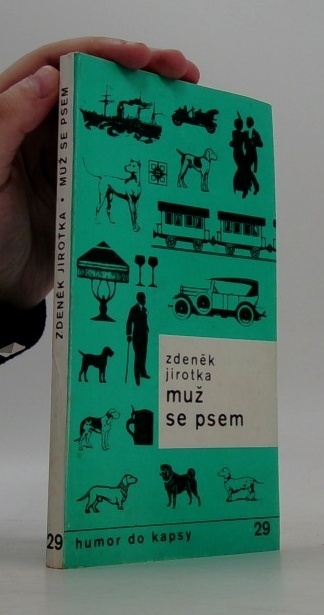 ZDENĚK JIROTKA • MUŽ SE PSEM
29
zdeněk
jirotka
muž
se psem
humor do kapsy 29